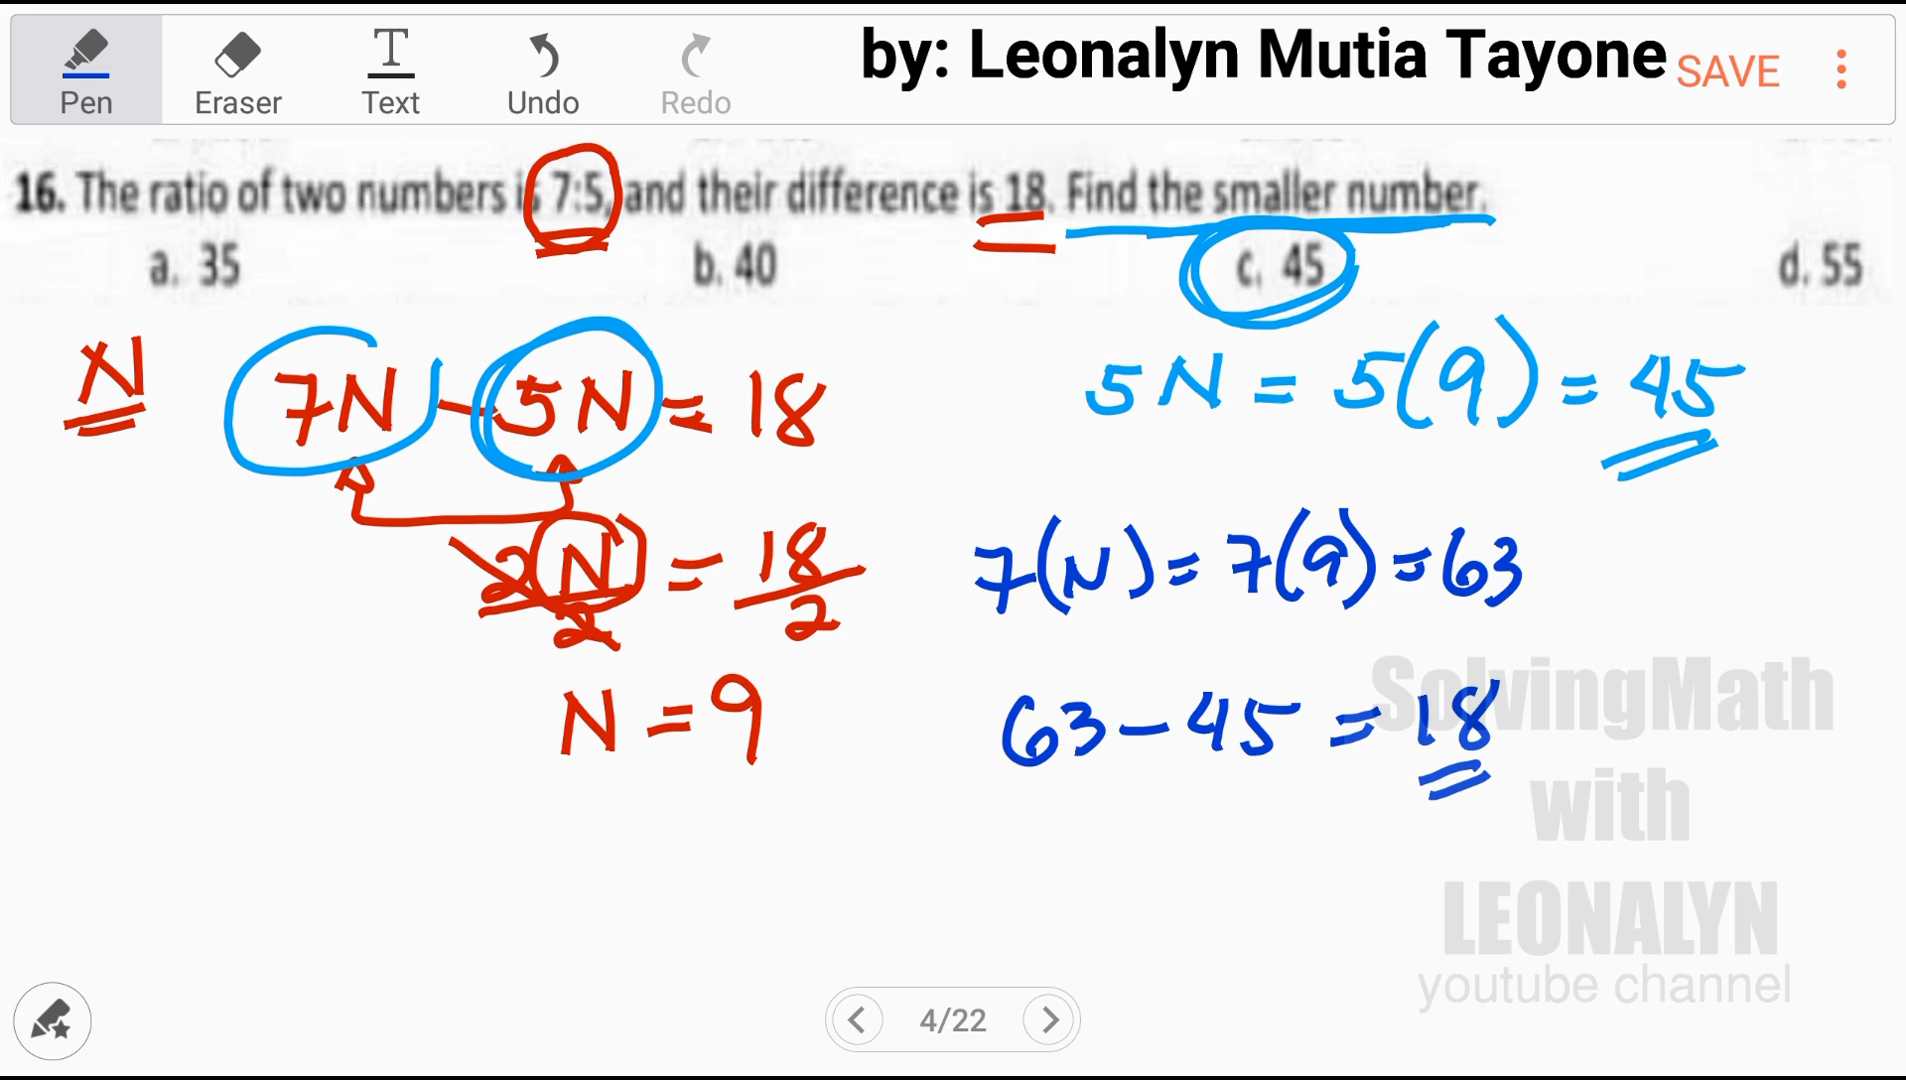 by: Leonalyn Mutia Tayone
Pen Eraser Text Undo Redo SAVE
16. The ratio of two numbers is 7:5, and their difference is 18. Find the smaller number.
a. 35 b. 40 c. 45 d. 55
N 7N - 5N = 18 5N = 5(9) = 45
2(N)/2 = 18/2 7(N) = 7(9) = 63
N = 9 63 - 45 = 18
SolvingMath
with
LEONALYN
youtube channel
4/22